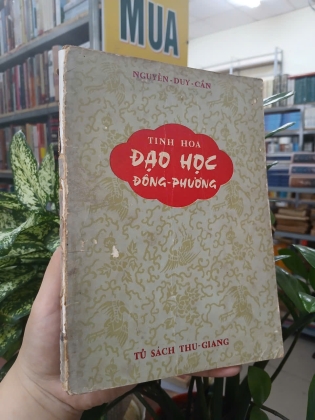 MUA
NGUYỄN-DUY-CẦN
TINH HOA
ĐẠO HỌC
ĐÔNG-PHƯƠNG
TỦ SÁCH THU-GIANG